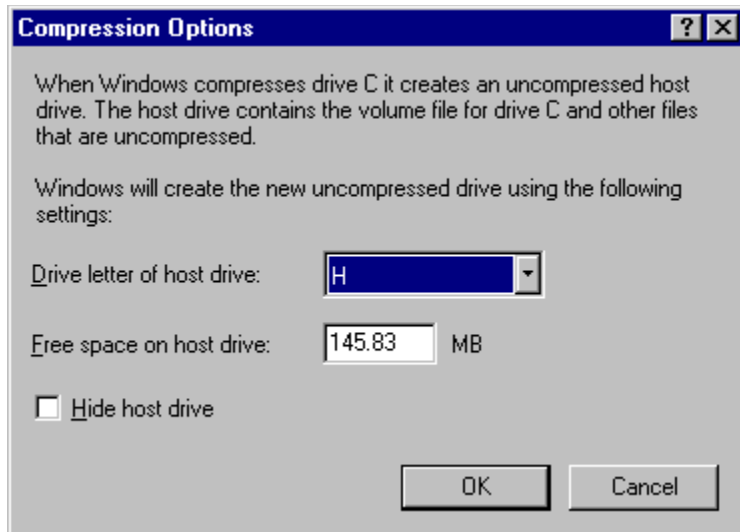 Compression Options
When Windows compresses drive C it creates an uncompressed host
drive. The host drive contains the volume file for drive C and other files
that are uncompressed.
Windows will create the new uncompressed drive using the following
settings:
Drive letter of host drive: H
Free space on host drive: 145.83 MB
Hide host drive
OK Cancel